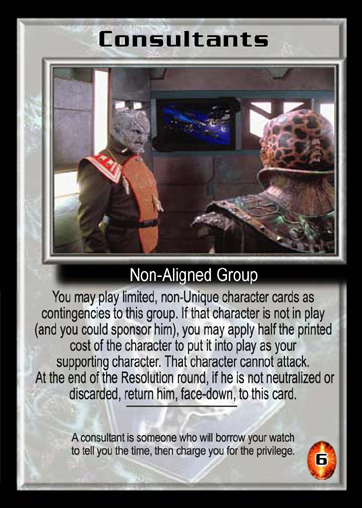 Consultants
Non-Aligned Group
You may play limited, non-Unique character cards as
contingencies to this group. If that character is not in play
(and you could sponsor him), you may apply half the printed
cost of the character to put it into play as your
supporting character. That character cannot attack.
At the end of the Resolution round, if he is not neutralized or
discarded, return him, face-down, to this card.
A consultant is someone who will borrow your watch
to tell you the time, then charge you for the privilege.
6